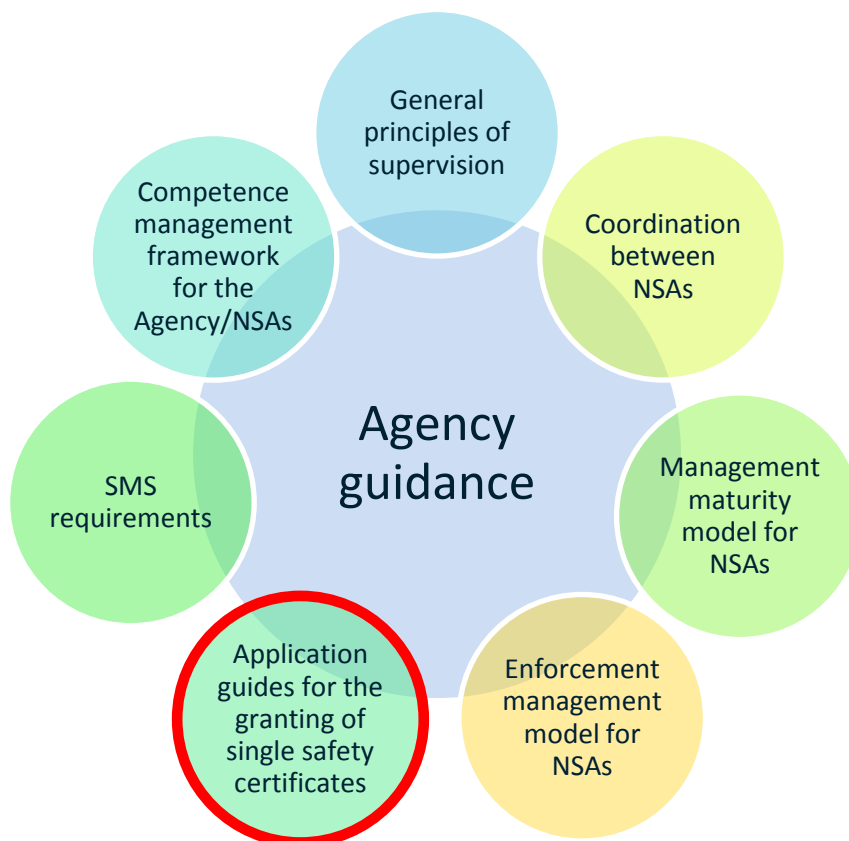 General
principles of
supervision
Coordination
between
NSAs
Management
maturity
model for
NSAs
Enforcement
management
model for
NSAs
Application
guides for the
granting of
single safety
certificates
SMS
requirements
Competence
management
framework
for the
Agency/NSAs
Agency
guidance